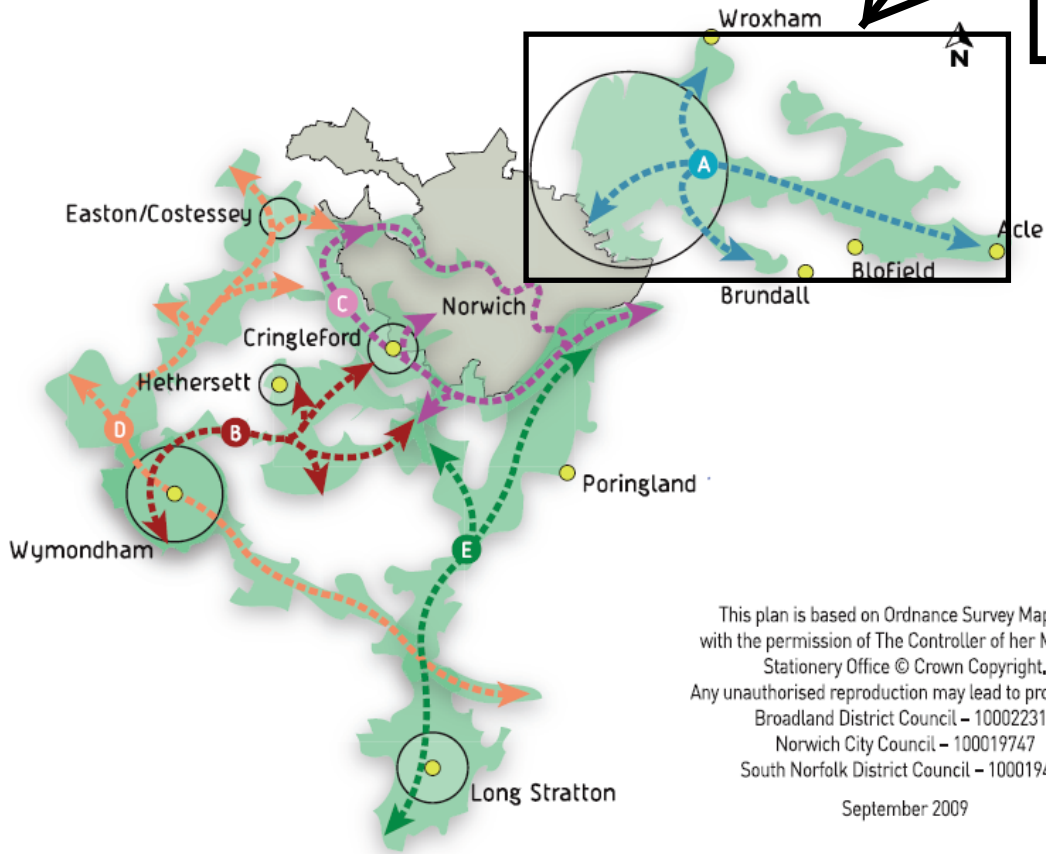 Wroxham
N
A
Easton/Costessey
Acle
Blofield
Brundall
C
Norwich
Cringleford
Hethersett
D
B
Poringland
Wymondham
E
This plan is based on Ordnance Survey Map
with the permission of The Controller of her
Stationery Office © Crown Copyright.
Any unauthorised reproduction may lead to
Broadland District Council – 10002231
Norwich City Council – 100019747
South Norfolk District Council – 1000194
Long Stratton
September 2009